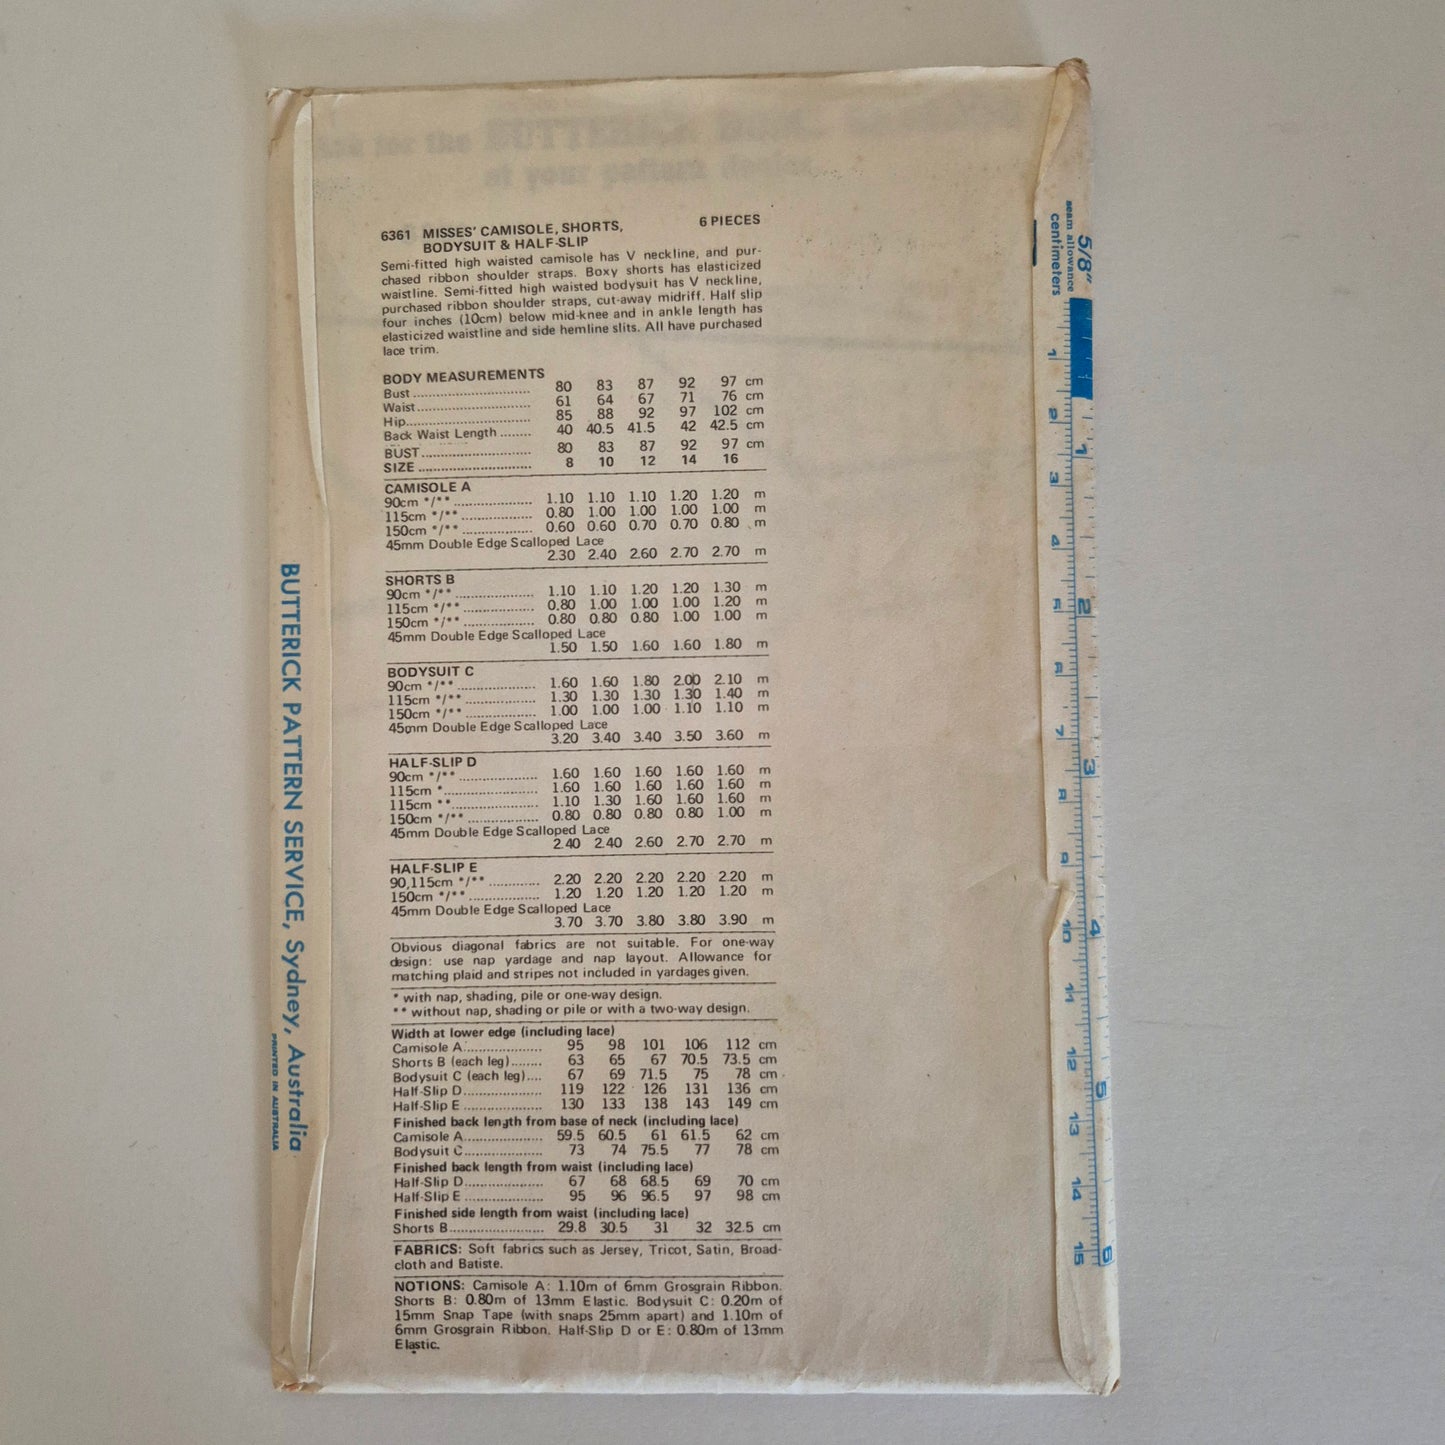 Ask for the BUTTERICK
at your pattern dealer.
6361 MISSES' CAMISOLE, SHORTS, 6 PIECES
BODYSUIT & HALF-SLIP
Semi-fitted high waisted camisole has V neckline, and pur-
chased ribbon shoulder straps. Boxy shorts has elasticized
waistline. Semi-fitted high waisted bodysuit has V neckline,
purchased ribbon shoulder straps, cut-away midriff. Half slip
four inches (10cm) below mid-knee and in ankle length has
elasticized waistline and side hemline slits. All have purchased
lace trim.
BODY MEASUREMENTS
Bust 80 83 87 92 97 cm
Waist 61 64 67 71 76 cm
Hip 85 88 92 97 102 cm
Back Waist Length 40 40.5 41.5 42 42.5 cm
BUST 80 83 87 92 97 cm
SIZE 8 10 12 14 16
CAMISOLE A
90cm */** 1.10 1.10 1.10 1.20 1.20 m
115cm */** 0.80 1.00 1.00 1.00 1.00 m
150cm */** 0.60 0.60 0.70 0.70 0.80 m
45mm Double Edge Scalloped Lace
2.30 2.40 2.60 2.70 2.70 m
SHORTS B
90cm */** 1.10 1.10 1.20 1.20 1.30 m
115cm */** 0.80 1.00 1.00 1.00 1.20 m
150cm */** 0.80 0.80 0.80 1.00 1.00 m
45mm Double Edge Scalloped Lace
1.50 1.50 1.60 1.60 1.80 m
BODYSUIT C
90cm */** 1.60 1.60 1.80 2.00 2.10 m
115cm */** 1.30 1.30 1.30 1.30 1.40 m
150cm */** 1.00 1.00 1.00 1.10 1.10 m
45mm Double Edge Scalloped Lace
3.20 3.40 3.40 3.50 3.60 m
HALF-SLIP D
90cm */** 1.60 1.60 1.60 1.60 1.60 m
115cm * 1.60 1.60 1.60 1.60 1.60 m
115cm ** 1.10 1.30 1.60 1.60 1.60 m
150cm */** 0.80 0.80 0.80 0.80 1.00 m
45mm Double Edge Scalloped Lace
2.40 2.40 2.60 2.70 2.70 m
HALF-SLIP E
90,115cm */** 2.20 2.20 2.20 2.20 2.20 m
150cm */** 1.20 1.20 1.20 1.20 1.20 m
45mm Double Edge Scalloped Lace
3.70 3.70 3.80 3.80 3.90 m
Obvious diagonal fabrics are not suitable. For one-way
design: use nap yardage and nap layout. Allowance for
matching plaid and stripes not included in yardages given.
* with nap, shading, pile or one-way design.
** without nap, shading or pile or with a two-way design.
Width at lower edge (including lace)
Camisole A 95 98 101 106 112 cm
Shorts B (each leg) 63 65 67 70.5 73.5 cm
Bodysuit C (each leg) 67 69 71.5 75 78 cm
Half-Slip D 119 122 126 131 136 cm
Half-Slip E 130 133 138 143 149 cm
Finished back length from base of neck (including lace)
Camisole A 59.5 60.5 61 61.5 62 cm
Bodysuit C 73 74 75.5 77 78 cm
Finished back length from waist (including lace)
Half-Slip D 67 68 68.5 69 70 cm
Half-Slip E 95 96 96.5 97 98 cm
Finished side length from waist (including lace)
Shorts B 29.8 30.5 31 32 32.5 cm
FABRICS: Soft fabrics such as Jersey, Tricot, Satin, Broad-
cloth and Batiste.
NOTIONS: Camisole A: 1.10m of 6mm Grosgrain Ribbon.
Shorts B: 0.80m of 13mm Elastic. Bodysuit C: 0.20m of
15mm Snap Tape (with snaps 25mm apart) and 1.10m of
6mm Grosgrain Ribbon. Half-Slip D or E: 0.80m of 13mm
Elastic.
BUTTERICK PATTERN SERVICE, Sydney, Australia
PRINTED IN AUSTRALIA
5/8"
seam allowance
centimeters
1 2 3 4 5 6 7 8 9 10 11 12 13 14 15
1 2 3 4 5 6